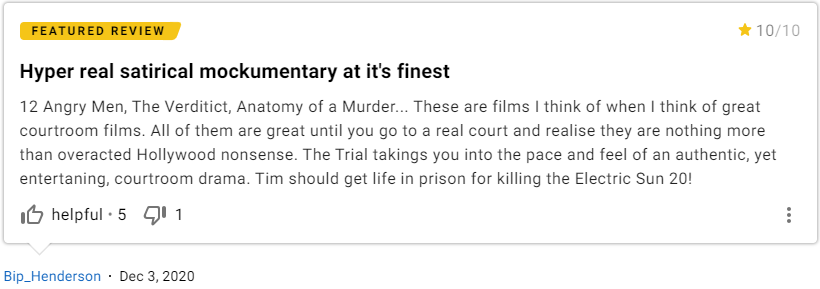 FEATURED REVIEW
10/10
Hyper real satirical mockumentary at it's finest
12 Angry Men, The Verditict, Anatomy of a Murder... These are films I think of when I think of great
courtroom films. All of them are great until you go to a real court and realise they are nothing more
than overacted Hollywood nonsense. The Trial takings you into the pace and feel of an authentic, yet
entertaning, courtroom drama. Tim should get life in prison for killing the Electric Sun 20!
helpful • 5 1
Bip_Henderson • Dec 3, 2020